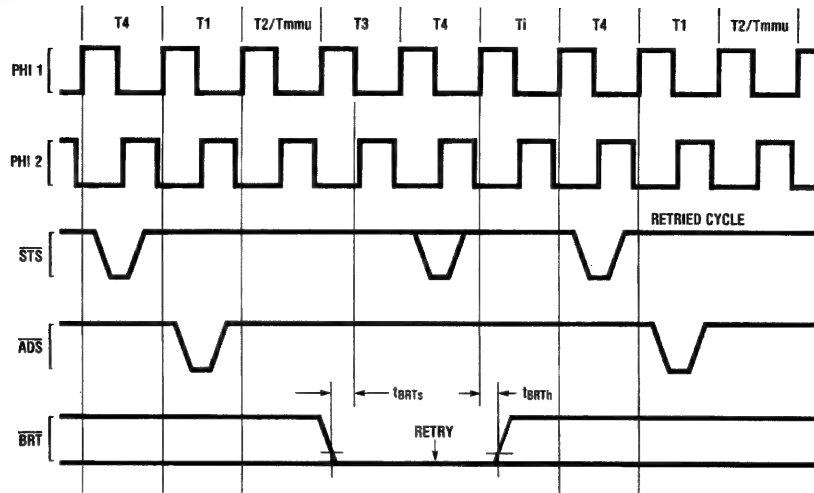 T4 T1 T2/Tmmu T3 T4 Ti T4 T1 T2/Tmmu
PHI 1
PHI 2
RETRIED CYCLE
STS
ADS
tBRTs tBRTh
BRT RETRY